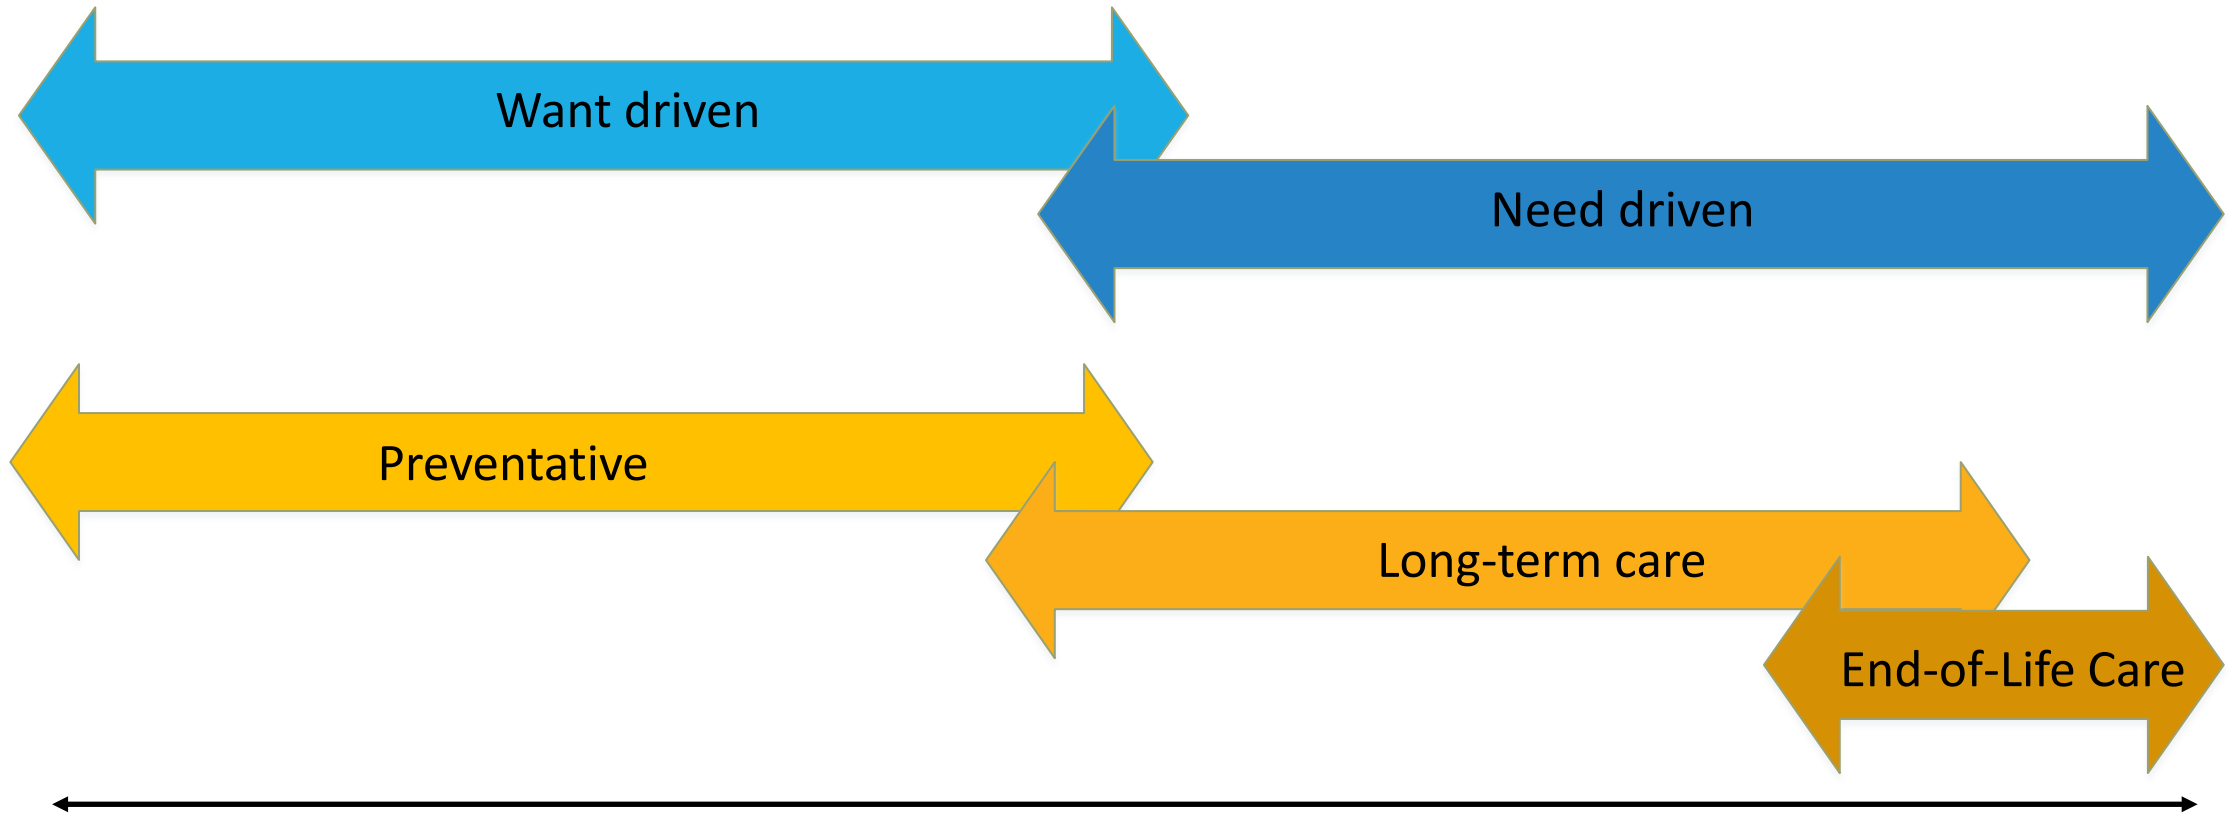 Want driven
Need driven
Preventative
Long-term care
End-of-Life Care